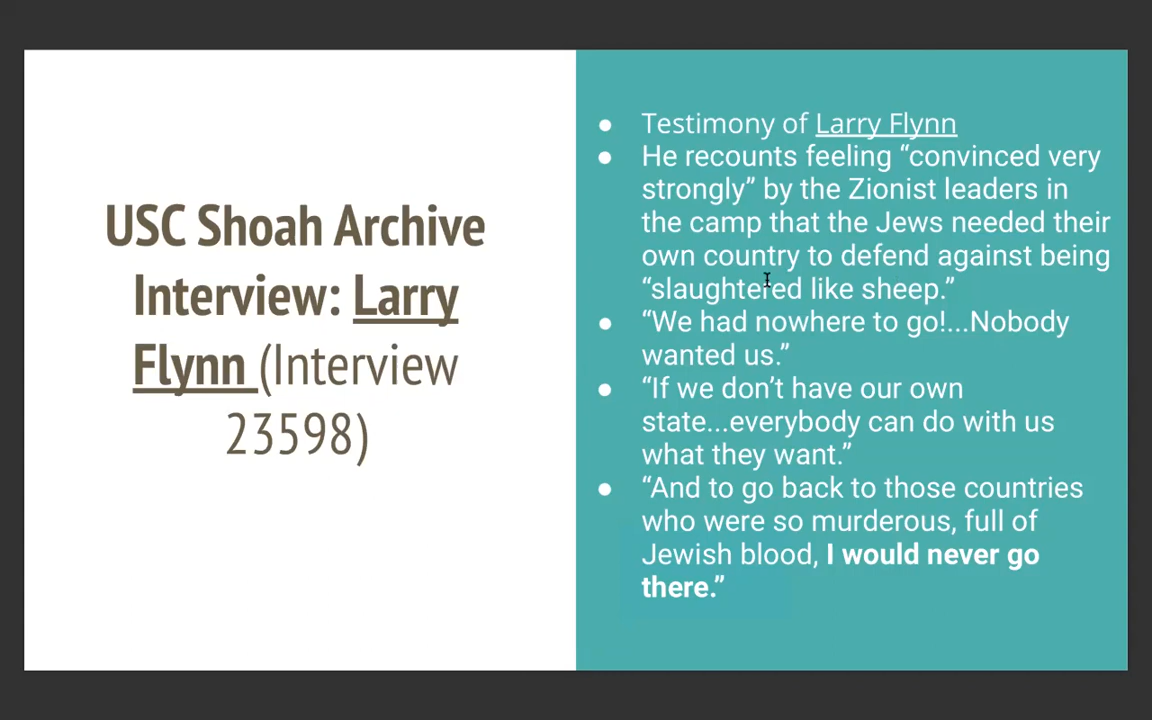 USC Shoah Archive
Interview: Larry
Flynn (Interview
23598)
● Testimony of Larry Flynn
● He recounts feeling “convinced very
strongly” by the Zionist leaders in
the camp that the Jews needed their
own country to defend against being
“slaughtered like sheep.”
● “We had nowhere to go!...Nobody
wanted us.”
● “If we don’t have our own
state...everybody can do with us
what they want.”
● “And to go back to those countries
who were so murderous, full of
Jewish blood, I would never go
there.”